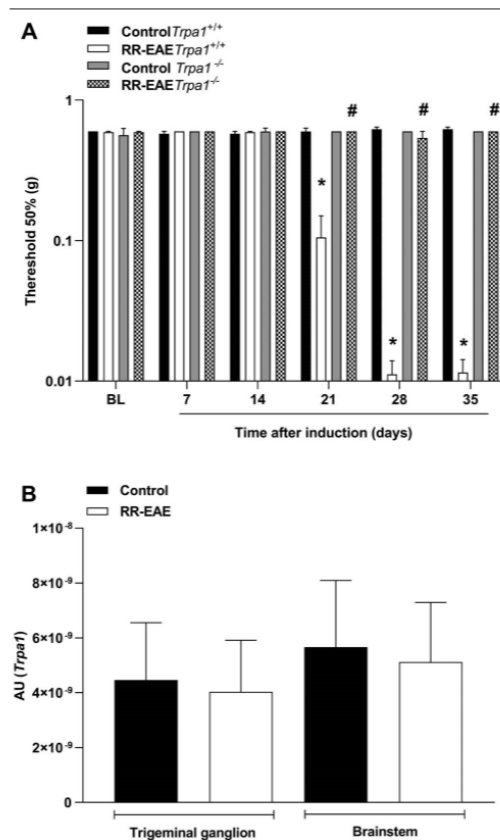 A
Control Trpa1+/+
RR-EAE Trpa1+/+
Control Trpa1-/-
RR-EAE Trpa1-/-
Thereshold 50% (g)
1
0.1
0.01
# # #
* * *
BL 7 14 21 28 35
Time after induction (days)
B
Control
RR-EAE
AU (Trpa1)
1×10-8
8×10-9
6×10-9
4×10-9
2×10-9
0
Trigeminal ganglion Brainstem